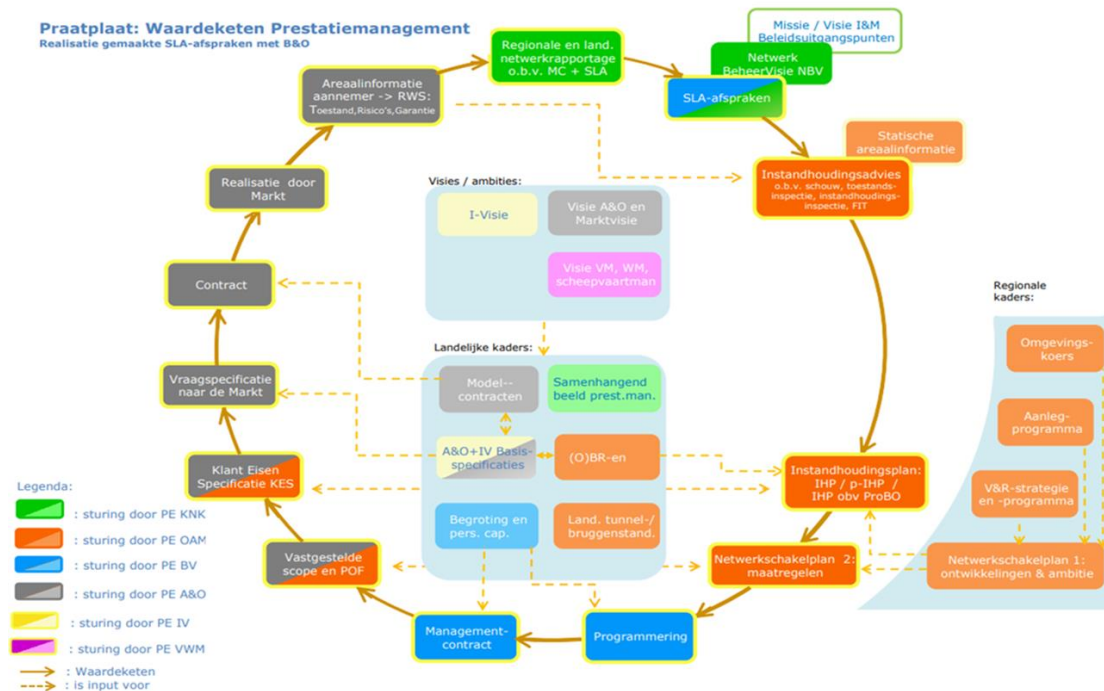 Praatplaat: Waardeketen Prestatiemanagement
Realisatie gemaakte SLA-afspraken met B&O
Missie / Visie I&M
Beleidsuitgangspunten
Netwerk
BeheerVisie NBV
SLA-afspraken
Regionale en land.
netwerkrapportage
o.b.v. MC + SLA
Areaalinformatie
aannemer -> RWS:
Toestand,Risico's,Garantie
Statische
areaalinformatie
Instandhoudingsadvies
o.b.v. schouw, toestands-
inspectie, instandhoudings-
inspectie, FIT
Realisatie door
Markt
Visies / ambities:
I-Visie
Visie A&O en
Marktvisie
Visie VM, WM,
scheepvaartman
Contract
Regionale
kaders:
Omgevings-
koers
Aanleg-
programma
V&R-strategie
en -programma
Netwerkschakelplan 1:
ontwikkelingen & ambitie
Landelijke kaders:
Model--
contracten
Samenhangend
beeld prest.man.
A&O+IV Basis-
specificaties
(O)BR-en
Begroting en
pers. cap.
Land. tunnel-/
bruggenstand.
Vraagspecificatie
naar de Markt
Klant Eisen
Specificatie KES
Instandhoudingsplan:
IHP / p-IHP /
IHP obv ProBO
Vastgestelde
scope en POF
Netwerkschakelplan 2:
maatregelen
Management-
contract
Programmering
Legenda:
: sturing door PE KNK
: sturing door PE OAM
: sturing door PE BV
: sturing door PE A&O
: sturing door PE IV
: sturing door PE VWM
: Waardeketen
: is input voor